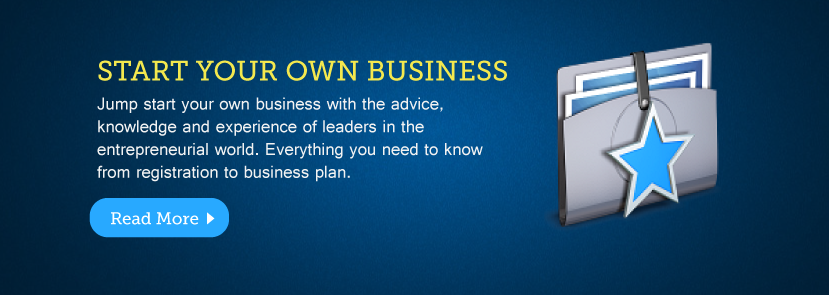 START YOUR OWN BUSINESS
Jump start your own business with the advice,
knowledge and experience of leaders in the
entrepreneurial world. Everything you need to know
from registration to business plan.
Read More